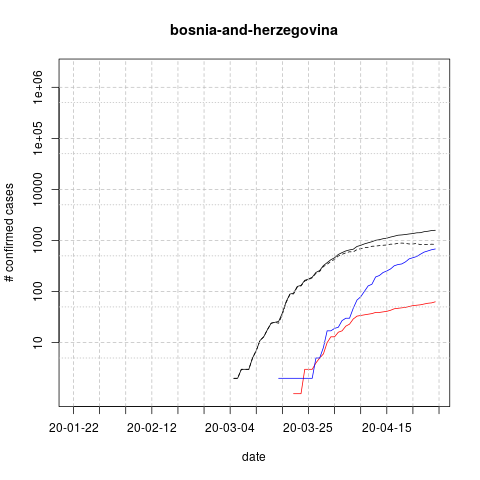 bosnia-and-herzegovina
# confirmed cases
1e+06
1e+05
10000
1000
100
10
20-01-22 20-02-12 20-03-04 20-03-25 20-04-15
date